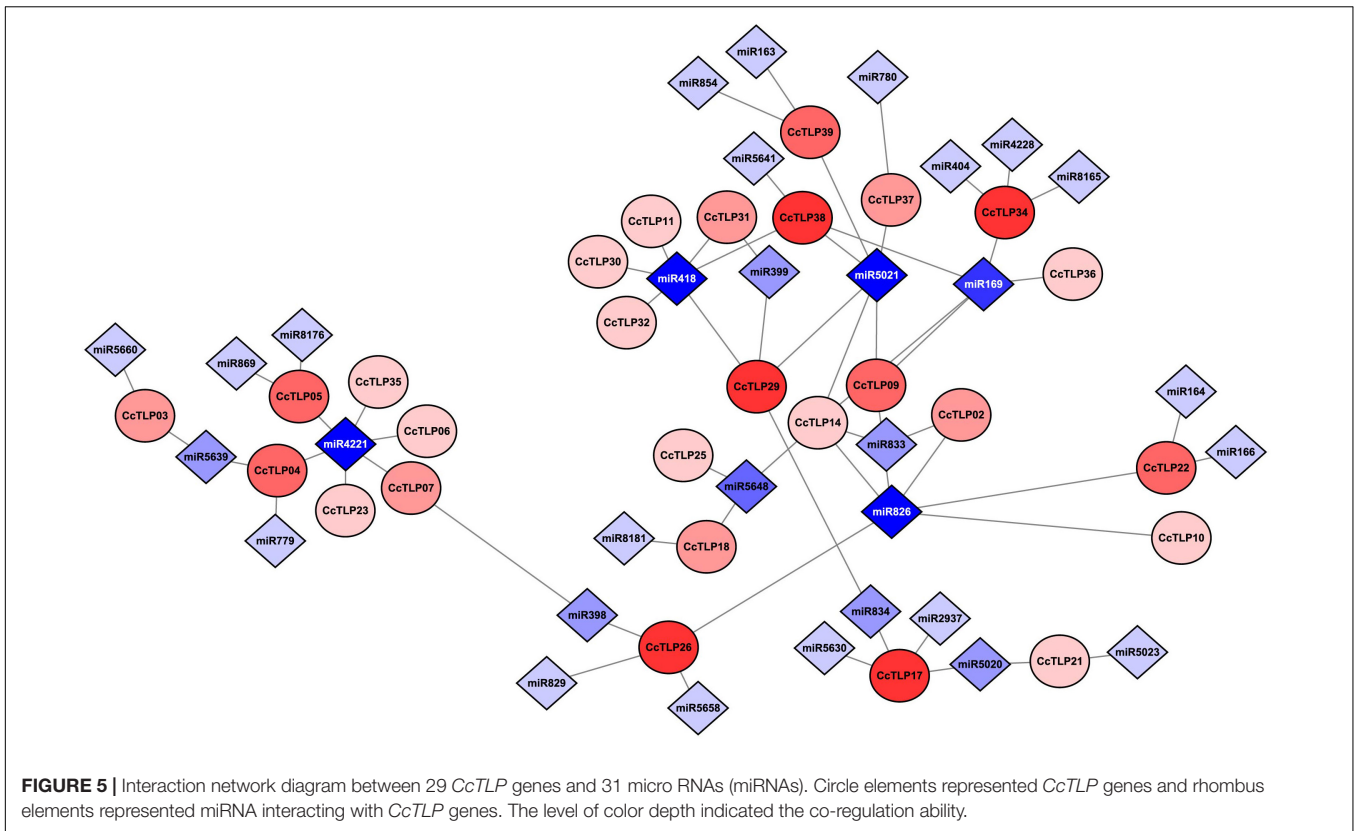 miR163
miR854
miR780
CcTLP39
miR4228
miR5641
miR404
miR8165
CcTLP37
CcTLP34
CcTLP11
CcTLP31
CcTLP38
CcTLP30
miR418
miR399
miR5021
miR169
CcTLP36
CcTLP32
miR8176
miR5660
miR869
CcTLP35
CcTLP05
CcTLP29
CcTLP09
miR164
CcTLP03
CcTLP14
CcTLP02
CcTLP06
miR4221
miR833
miR166
miR5639
CcTLP04
CcTLP25
CcTLP22
CcTLP07
miR5648
CcTLP23
miR826
miR779
miR8181
CcTLP18
CcTLP10
miR398
miR834
miR2937
CcTLP26
miR5630
miR5020
CcTLP21
miR5023
miR829
CcTLP17
miR5658
FIGURE 5 | Interaction network diagram between 29 CcTLP genes and 31 micro RNAs (miRNAs). Circle elements represented CcTLP genes and rhombus
elements represented miRNA interacting with CcTLP genes. The level of color depth indicated the co-regulation ability.